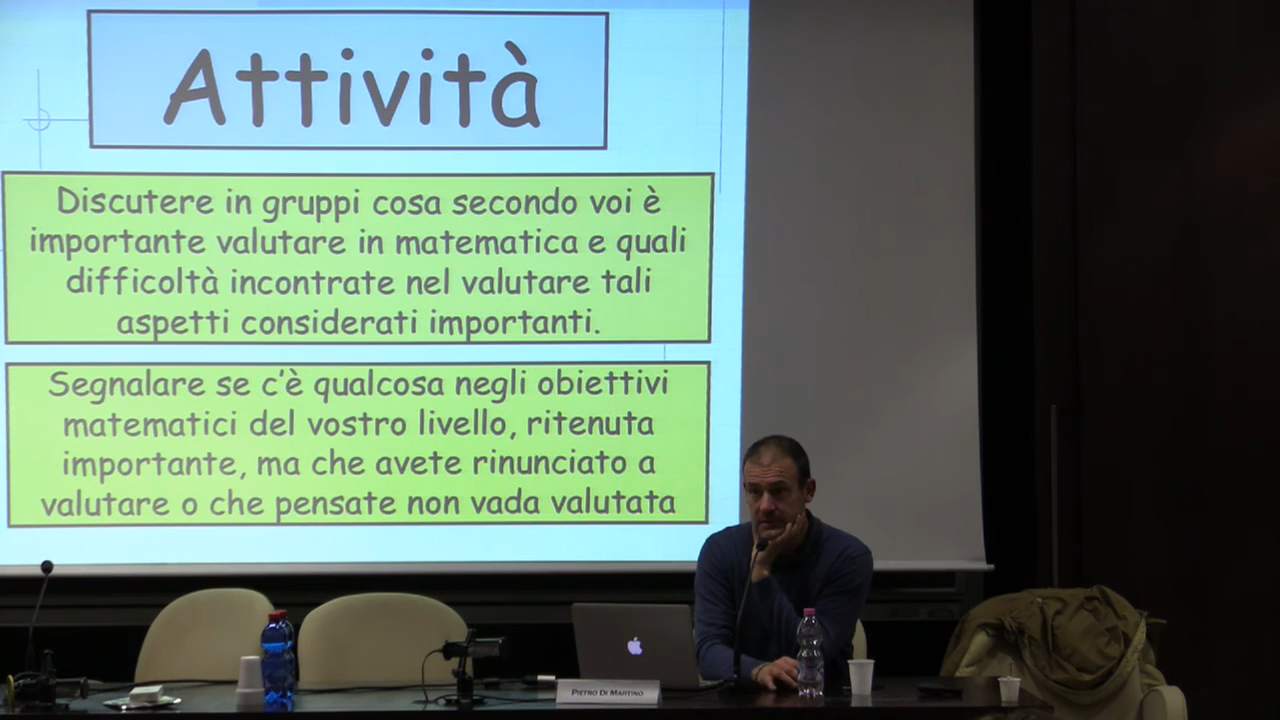 Attività
Discutere in gruppi cosa secondo voi è
importante valutare in matematica e quali
difficoltà incontrate nel valutare tali
aspetti considerati importanti.
Segnalare se c'è qualcosa negli obiettivi
matematici del vostro livello, ritenuta
importante, ma che avete rinunciato a
valutare o che pensate non vada valutata
PIETRO DI MARTINO